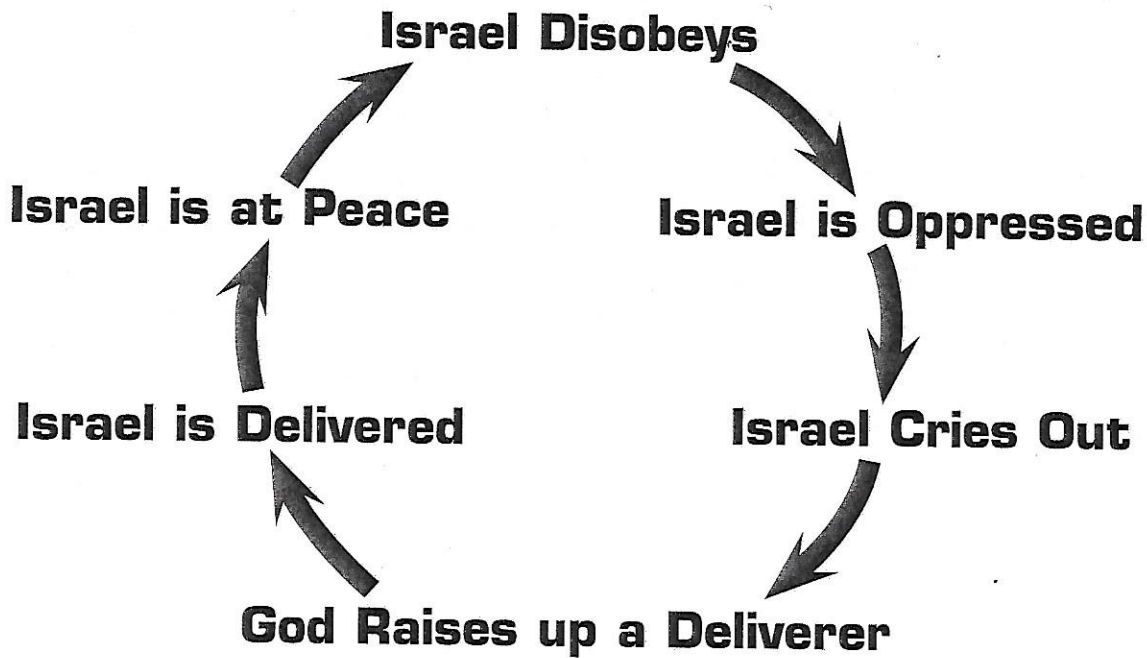 Israel Disobeys
Israel is Oppressed
Israel Cries Out
God Raises up a Deliverer
Israel is Delivered
Israel is at Peace